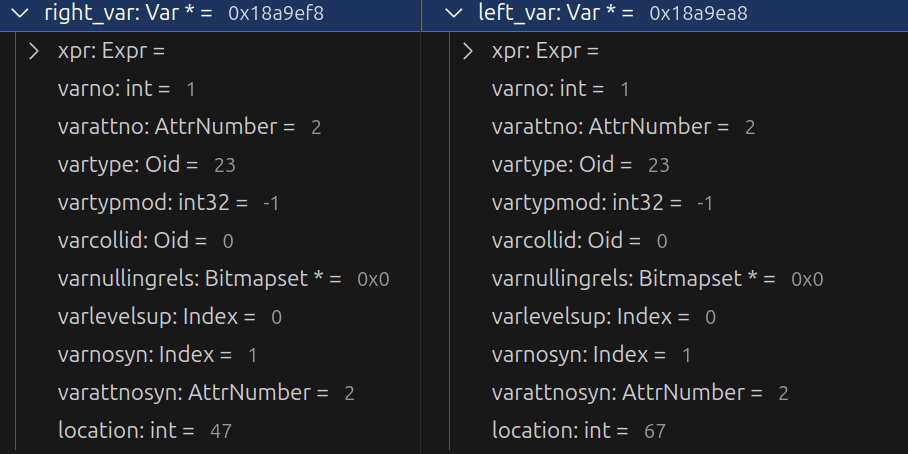 right_var: Var * = 0x18a9ef8
xpr: Expr =
varno: int = 1
varattno: AttrNumber = 2
vartype: Oid = 23
vartypmod: int32 = -1
varcollid: Oid = 0
varnullingrels: Bitmapset * = 0x0
varlevelsup: Index = 0
varnosyn: Index = 1
varattnosyn: AttrNumber = 2
location: int = 47
left_var: Var * = 0x18a9ea8
xpr: Expr =
varno: int = 1
varattno: AttrNumber = 2
vartype: Oid = 23
vartypmod: int32 = -1
varcollid: Oid = 0
varnullingrels: Bitmapset * = 0x0
varlevelsup: Index = 0
varnosyn: Index = 1
varattnosyn: AttrNumber = 2
location: int = 67